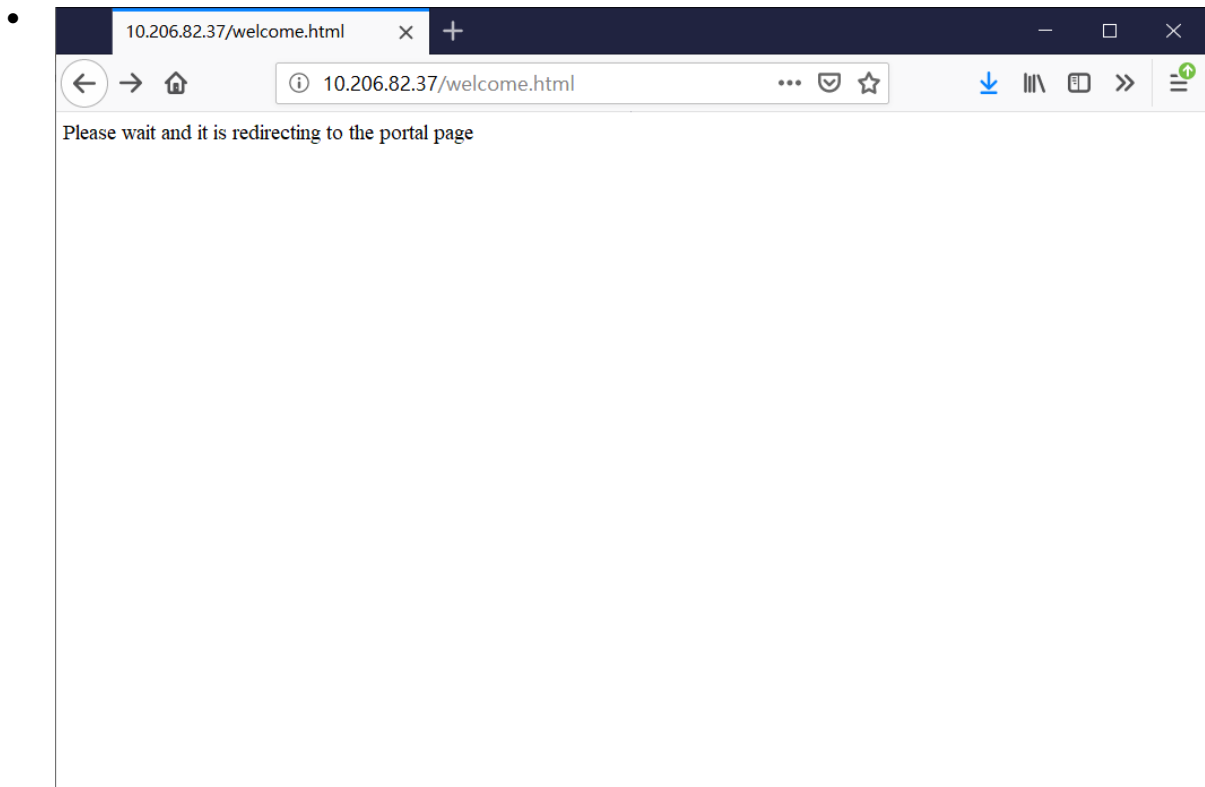 10.206.82.37/welcome.html
10.206.82.37/welcome.html
Please wait and it is redirecting to the portal page